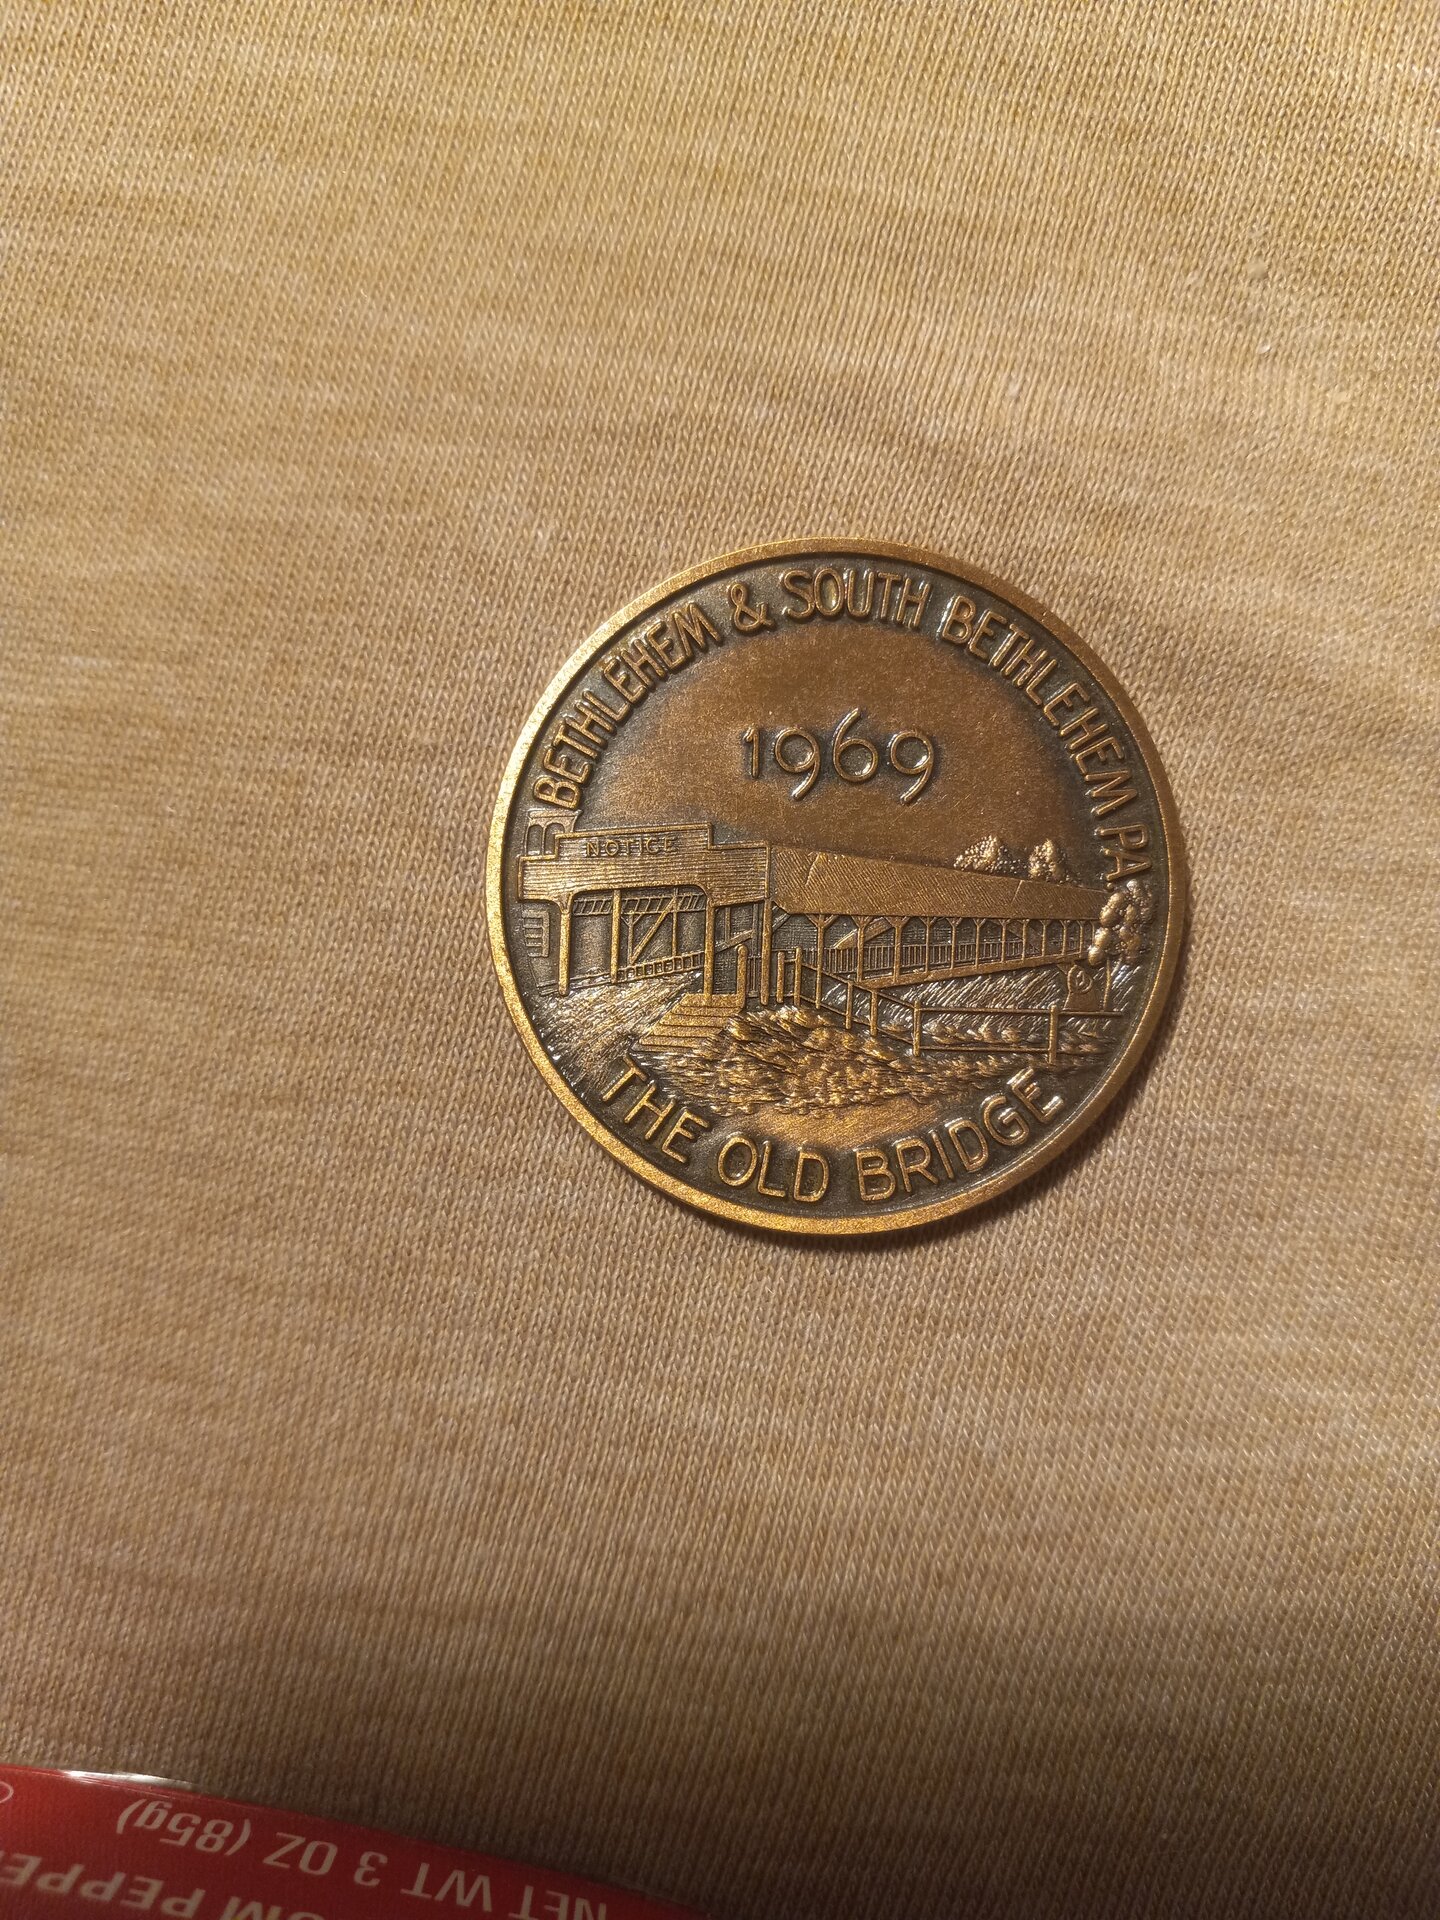 BETHLEHEM & SOUTH BETHLEHEM PA
1969
NOTICE
THE OLD BRIDGE
NET WT 3 OZ (85g)